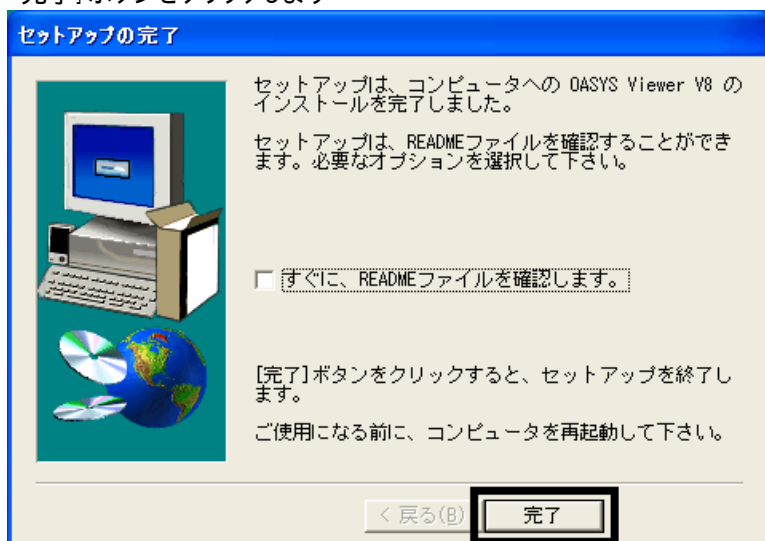 完了]ボタンをクリックします
セットアップの完了
セットアップは、コンピュータへの OASYS Viewer V8 の
インストールを完了しました。
セットアップは、READMEファイルを確認することができ
ます。必要なオプションを選択して下さい。
すぐに、READMEファイルを確認します。
[完了]ボタンをクリックすると、セットアップを終了し
ます。
ご使用になる前に、コンピュータを再起動して下さい。
< 戻る(B)
完了